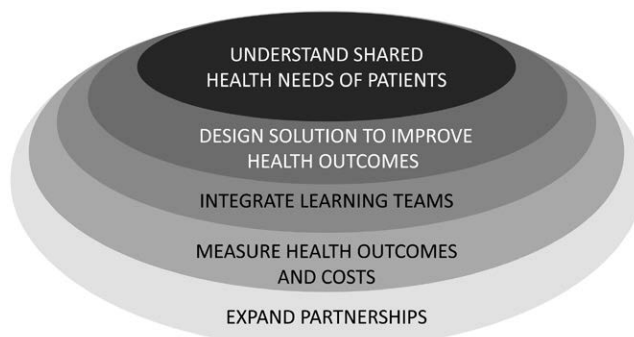 UNDERSTAND SHARED
HEALTH NEEDS OF PATIENTS
DESIGN SOLUTION TO IMPROVE
HEALTH OUTCOMES
INTEGRATE LEARNING TEAMS
MEASURE HEALTH OUTCOMES
AND COSTS
EXPAND PARTNERSHIPS